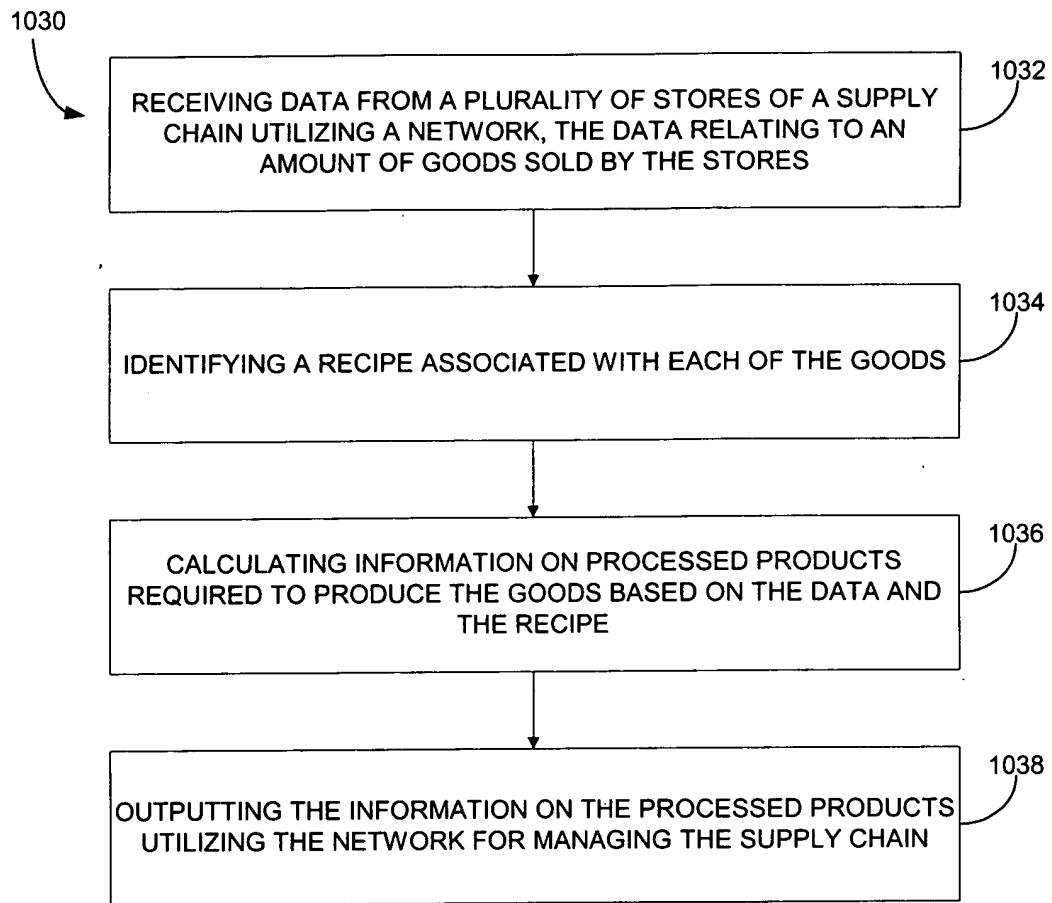 1030
1032
RECEIVING DATA FROM A PLURALITY OF STORES OF A SUPPLY
CHAIN UTILIZING A NETWORK, THE DATA RELATING TO AN
AMOUNT OF GOODS SOLD BY THE STORES
1034
IDENTIFYING A RECIPE ASSOCIATED WITH EACH OF THE GOODS
1036
CALCULATING INFORMATION ON PROCESSED PRODUCTS
REQUIRED TO PRODUCE THE GOODS BASED ON THE DATA AND
THE RECIPE
1038
OUTPUTTING THE INFORMATION ON THE PROCESSED PRODUCTS
UTILIZING THE NETWORK FOR MANAGING THE SUPPLY CHAIN